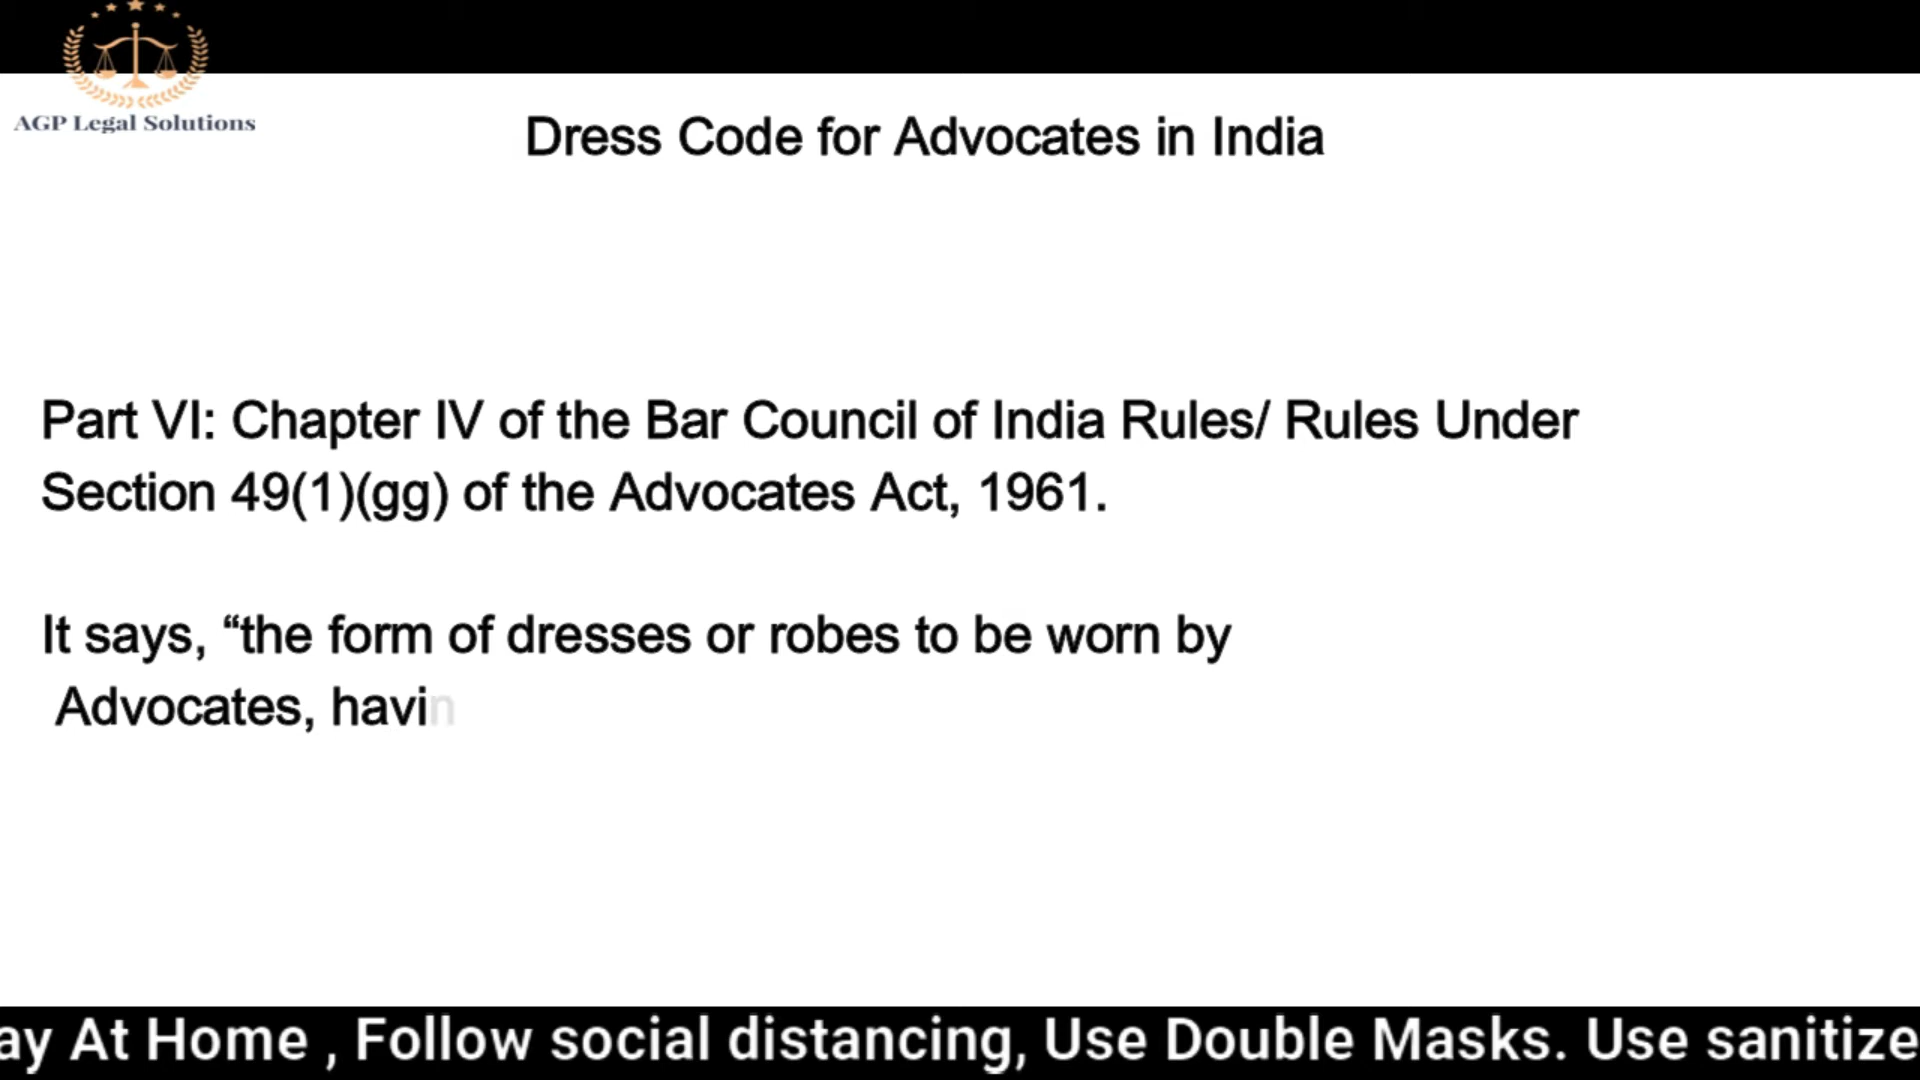 AGP Legal Solutions
Dress Code for Advocates in India
Part VI: Chapter IV of the Bar Council of India Rules/ Rules Under
Section 49(1)(gg) of the Advocates Act, 1961.
It says, “the form of dresses or robes to be worn by
Advocates, havin
ay At Home , Follow social distancing, Use Double Masks. Use sanitize